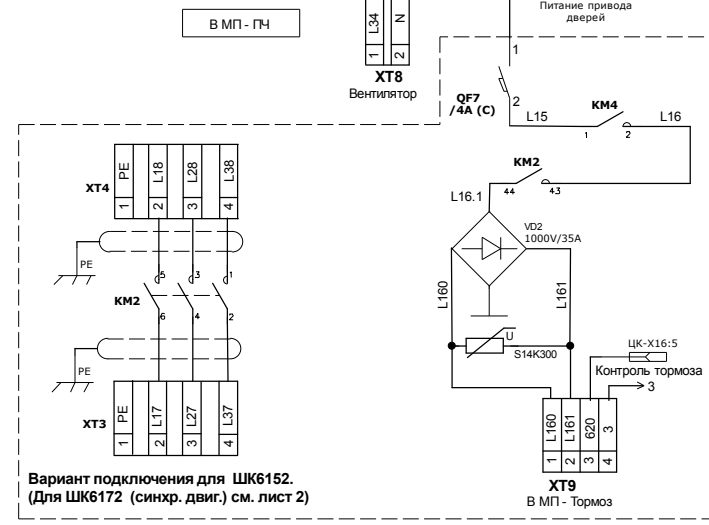 Питание привода
дверей
В МП - ПЧ
L34
N
1
2
XT8
Вентилятор
1
QF7
/4A (C)
2
L15
KM4
1
2
L16
KM2
44
43
L16.1
VD2
1000V/35A
L160
L161
U
S14K300
ЦК-X16:5
Контроль тормоза
3
L160
L161
620
3
1
2
3
4
XT9
В МП - Тормоз
XT4
PE
L18
L28
L38
1
2
3
4
PE
5
3
1
KM2
6
4
2
PE
XT3
PE
L17
L27
L37
1
2
3
4
Вариант подключения для ШК6152.
(Для ШК6172 (синхр. двиг.) см. лист 2)